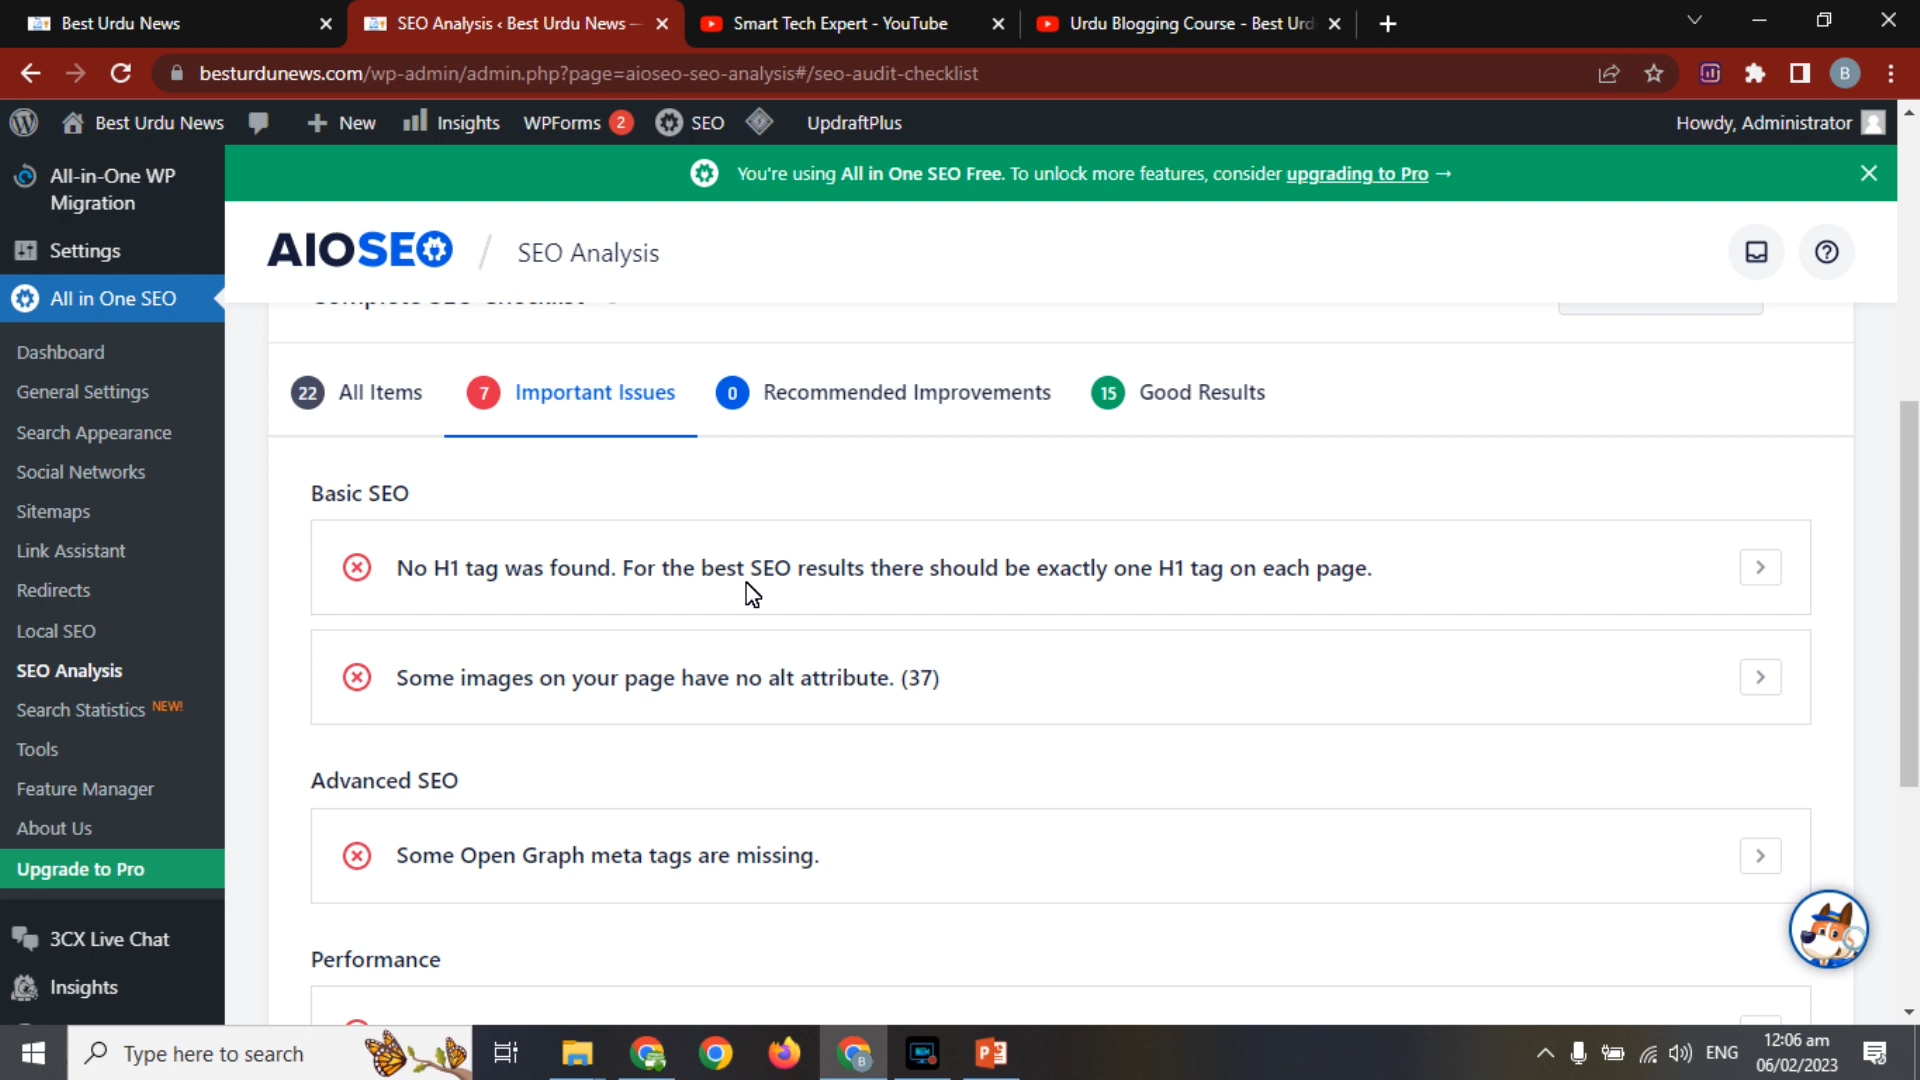 Best Urdu News
SEO Analysis ‹ Best Urdu News —
Smart Tech Expert - YouTube
Urdu Blogging Course - Best Urd
besturdunews.com/wp-admin/admin.php?page=aioseo-seo-analysis#/seo-audit-checklist
B
Best Urdu News
New
Insights
WPForms 2
SEO
UpdraftPlus
Howdy, Administrator
All-in-One WP
Migration
Settings
All in One SEO
Dashboard
General Settings
Search Appearance
Social Networks
Sitemaps
Link Assistant
Redirects
Local SEO
SEO Analysis
Search Statistics NEW!
Tools
Feature Manager
About Us
Upgrade to Pro
3CX Live Chat
Insights
You're using All in One SEO Free. To unlock more features, consider upgrading to Pro →
AIOSEO / SEO Analysis
Complete SEO Checklist
22 All Items
7 Important Issues
0 Recommended Improvements
15 Good Results
Basic SEO
No H1 tag was found. For the best SEO results there should be exactly one H1 tag on each page.
Some images on your page have no alt attribute. (37)
Advanced SEO
Some Open Graph meta tags are missing.
Performance
Type here to search
B
P
ENG
12:06 am
06/02/2023